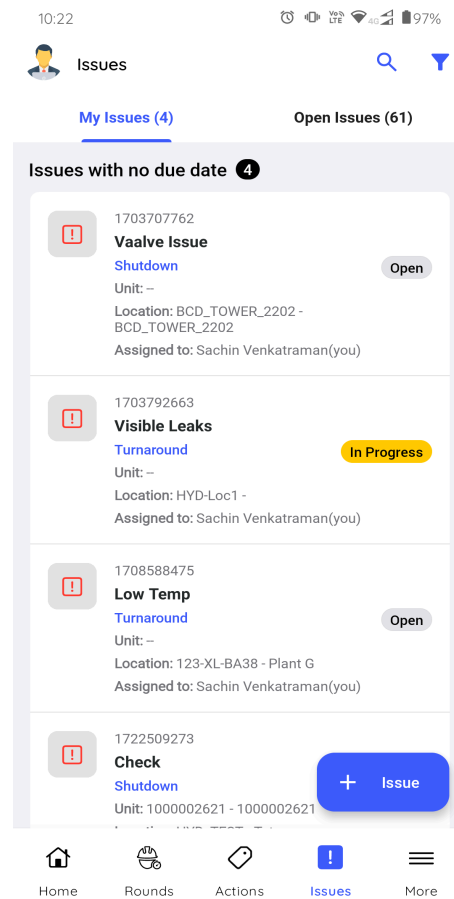 10:22
Vo)) LTE 4G 97%
Issues
My Issues (4)
Open Issues (61)
Issues with no due date 4
1703707762
Vaalve Issue
Shutdown
Open
Unit: --
Location: BCD_TOWER_2202 -
BCD_TOWER_2202
Assigned to: Sachin Venkatraman(you)
1703792663
Visible Leaks
Turnaround
In Progress
Unit: --
Location: HYD-Loc1 -
Assigned to: Sachin Venkatraman(you)
1708588475
Low Temp
Turnaround
Open
Unit: --
Location: 123-XL-BA38 - Plant G
Assigned to: Sachin Venkatraman(you)
1722509273
Check
Shutdown
Unit: 1000002621 - 1000002621
+ Issue
Home
Rounds
Actions
Issues
More